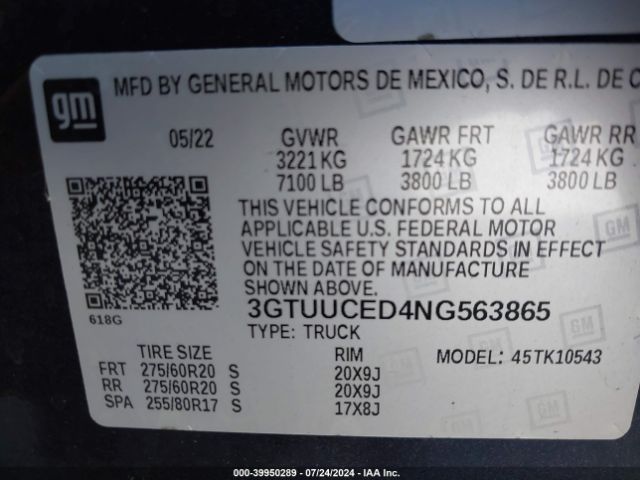 gm
MFD BY GENERAL MOTORS DE MEXICO, S. DE R.L. DE C
05/22 GVWR GAWR FRT GAWR RR
3221 KG 1724 KG 1724 KG
7100 LB 3800 LB 3800 LB
THIS VEHICLE CONFORMS TO ALL
APPLICABLE U.S. FEDERAL MOTOR
VEHICLE SAFETY STANDARDS IN EFFECT
ON THE DATE OF MANUFACTURE
SHOWN ABOVE.
618G
3GTUUCED4NG563865
TYPE: TRUCK
TIRE SIZE RIM MODEL: 45TK10543
FRT 275/60R20 S 20X9J
RR 275/60R20 S 20X9J
SPA 255/80R17 S 17X8J
000-39950289 - 07/24/2024 - IAA Inc.